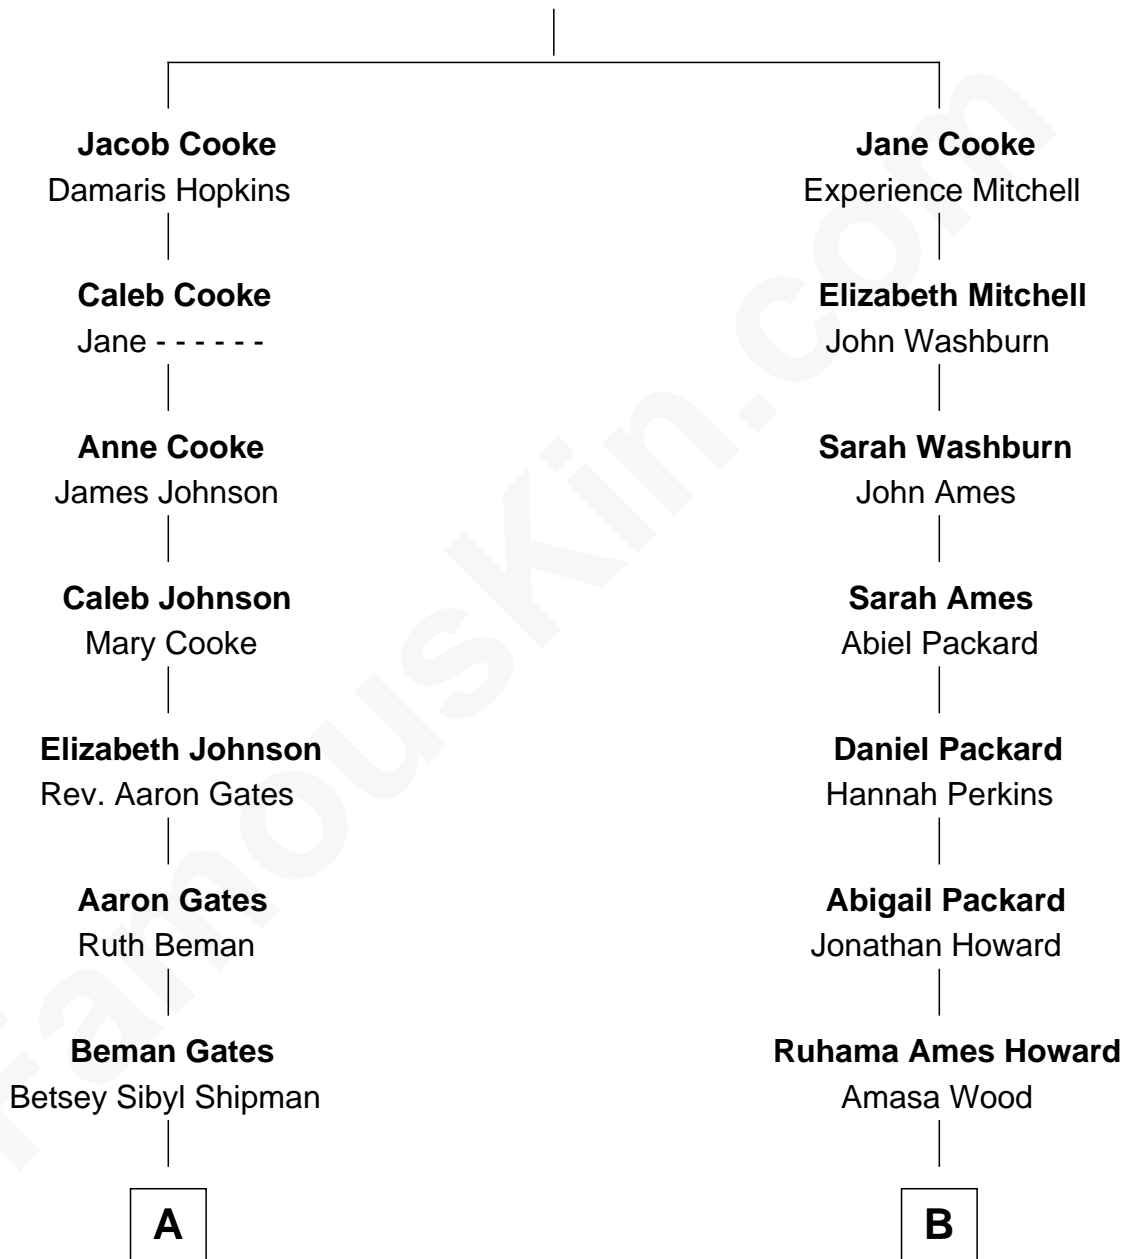 Jacob Cooke
Damaris Hopkins
Caleb Cooke
Jane - - - - - -
Anne Cooke
James Johnson
Caleb Johnson
Mary Cooke
Elizabeth Johnson
Rev. Aaron Gates
Aaron Gates
Ruth Beman
Beman Gates
Betsey Sibyl Shipman
A
Jane Cooke
Experience Mitchell
Elizabeth Mitchell
John Washburn
Sarah Washburn
John Ames
Sarah Ames
Abiel Packard
Daniel Packard
Hannah Perkins
Abigail Packard
Jonathan Howard
Ruhama Ames Howard
Amasa Wood
B
FamousKin.com